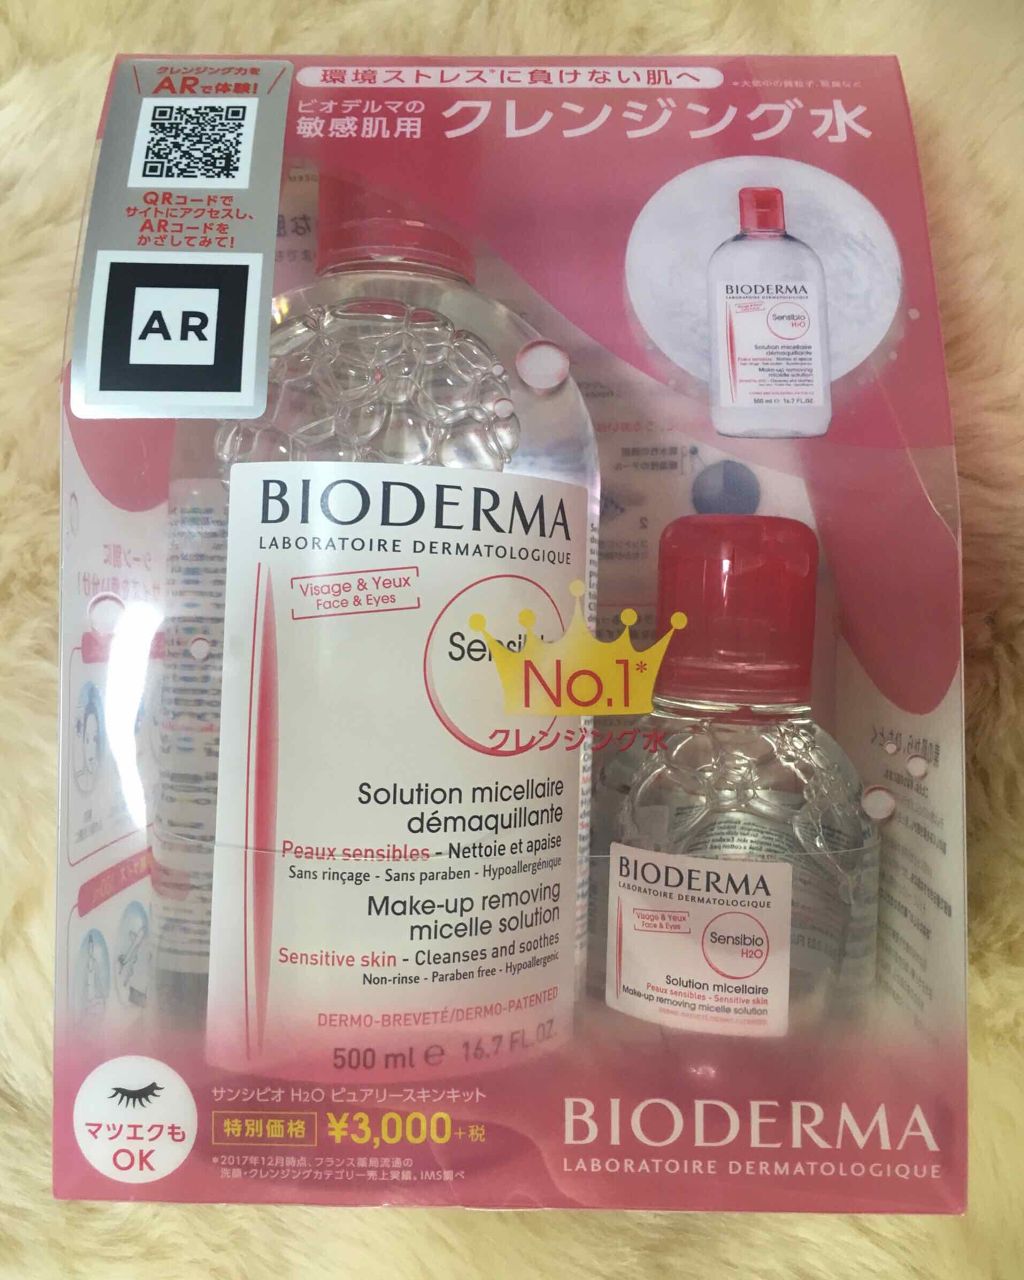 クレンジング力を
ARで体験!
QRコードで
サイトにアクセスし、
ARコードを
かざしてみて!
AR
環境ストレス*に負けない肌へ
ビオデルマの
敏感肌用 クレンジング水
BIODERMA
LABORATOIRE DERMATOLOGIQUE
Sensibio
H2O
Solution micellaire
démaquillante
Make-up removing
micelle solution
500 ml e 16.7 FL.OZ
BIODERMA
LABORATOIRE DERMATOLOGIQUE
Visage & Yeux
Face & Eyes
No.1*
クレンジング水
Solution micellaire
démaquillante
Peaux sensibles - Nettoie et apaise
Sans rinçage - Sans paraben - Hypoallergénique
Make-up removing
micelle solution
Sensitive skin - Cleanses and soothes
Non-rinse - Paraben free - Hypoallergenic
DERMO-BREVETÉ/DERMO-PATENTED
500 ml e 16.7 FL.OZ.
BIODERMA
LABORATOIRE DERMATOLOGIQUE
Visage & Yeux
Face & Eyes
Sensibio
H2O
Solution micellaire
Peaux sensibles - Sensitive skin
Make-up removing micelle solution
マツエクも
OK
サンシビオ H2O ピュアリースキンキット
特別価格 ¥3,000+税
*2017年12月時点、フランス薬局流通の
洗顔・クレンジングカテゴリー売上実績。IMS調べ
BIODERMA
LABORATOIRE DERMATOLOGIQUE